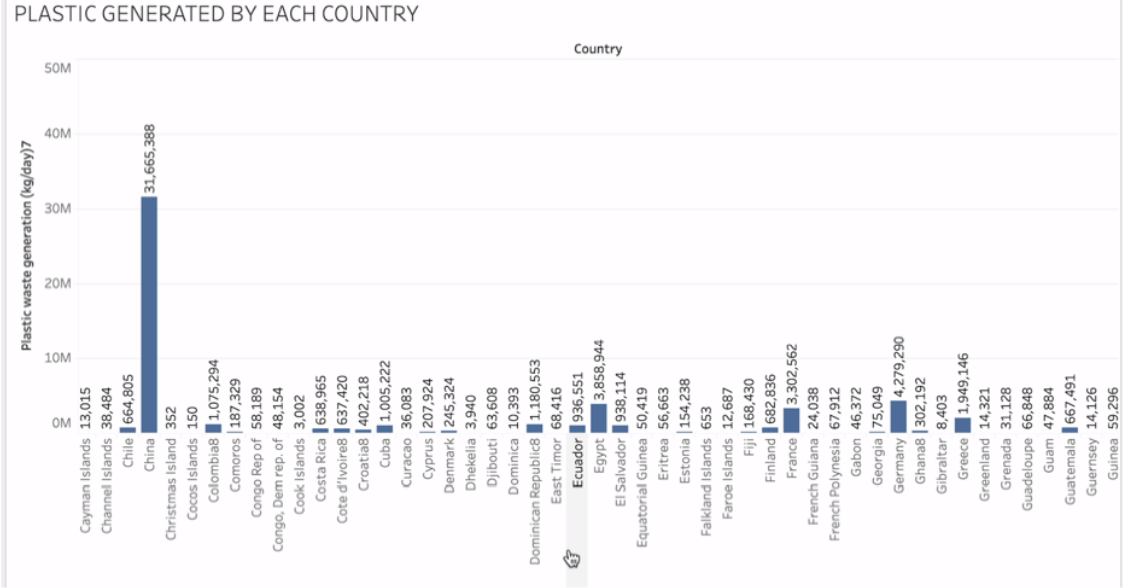 PLASTIC GENERATED BY EACH COUNTRY
Country
Plastic waste generation (kg/day)7
50M
40M
30M
20M
10M
0M
13,015
38,484
664,805
31,665,388
352
150
1,075,294
187,329
58,189
48,154
3,002
638,965
637,420
402,218
1,005,222
36,083
207,924
245,324
3,940
63,608
10,393
1,180,553
68,416
936,551
3,858,944
938,114
50,419
56,663
154,238
653
12,687
168,430
682,836
3,302,562
24,038
67,912
46,372
75,049
4,279,290
302,192
8,403
1,949,146
14,321
31,128
66,848
47,884
667,491
14,126
59,296
Cayman Islands
Channel Islands
Chile
China
Christmas Island
Cocos Islands
Colombia8
Comoros
Congo Rep of
Congo, Dem rep. of
Cook Islands
Costa Rica
Cote d'Ivoire8
Croatia8
Cuba
Curacao
Cyprus
Denmark
Dhekelia
Djibouti
Dominica
Dominican Republic8
East Timor
Ecuador
Egypt
El Salvador
Equatorial Guinea
Eritrea
Estonia
Falkland Islands
Faroe Islands
Fiji
Finland
France
French Guiana
French Polynesia
Gabon
Georgia
Germany
Ghana8
Gibraltar
Greece
Greenland
Grenada
Guadeloupe
Guam
Guatemala
Guernsey
Guinea